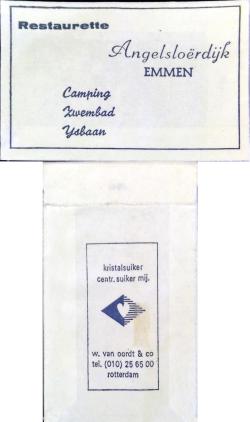 Restaurette
Angelsloërdijk
EMMEN
Camping
Zwembad
Ysbaan
kristalsuiker
centr. suiker mij.
w. van oordt & co
tel. (010) 25 65 00
rotterdam